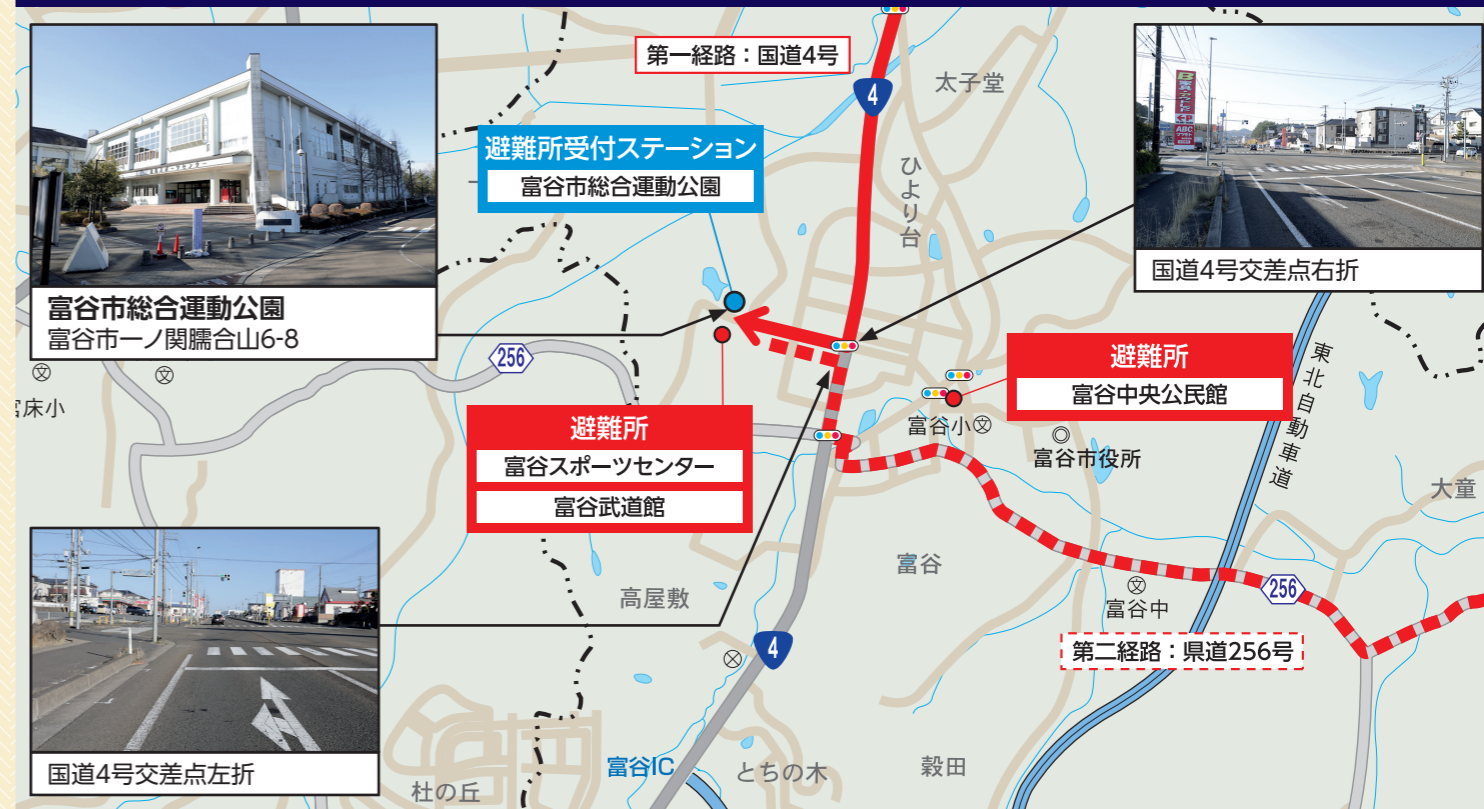 第一経路：国道4号
4
太子堂
避難所受付ステーション
富谷市総合運動公園
ひより台
富谷市総合運動公園
富谷市一ノ関臑合山6-8
国道4号交差点右折
256
避難所
富谷中央公民館
東北自動車道
文
文
床小
避難所
富谷スポーツセンター
富谷武道館
富谷小文
富谷市役所
大童
富谷
高屋敷
文
富谷中
256
第二経路：県道256号
4
国道4号交差点左折
富谷IC
とちの木
穀田
杜の丘
ABC